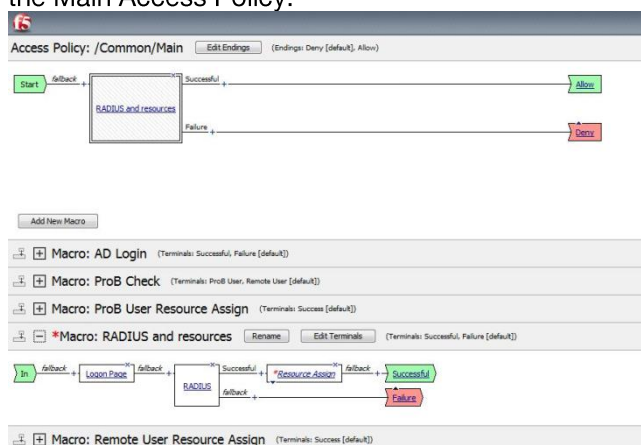 the Main Access Policy.
f5
Access Policy: /Common/Main Edit Endings (Endings: Deny [default], Allow)
Start fallback + RADIUS and resources Successful + Allow
Failure + Deny
Add New Macro
Macro: AD Login (Terminals: Successful, Failure [default])
Macro: ProB Check (Terminals: ProB User, Remote User [default])
Macro: ProB User Resource Assign (Terminals: Success [default])
*Macro: RADIUS and resources Rename Edit Terminals (Terminals: Successful, Failure [default])
In fallback + Logon Page fallback + RADIUS Successful + *Resource Assign fallback + Successful
fallback + Failure
Macro: Remote User Resource Assign (Terminals: Success [default])